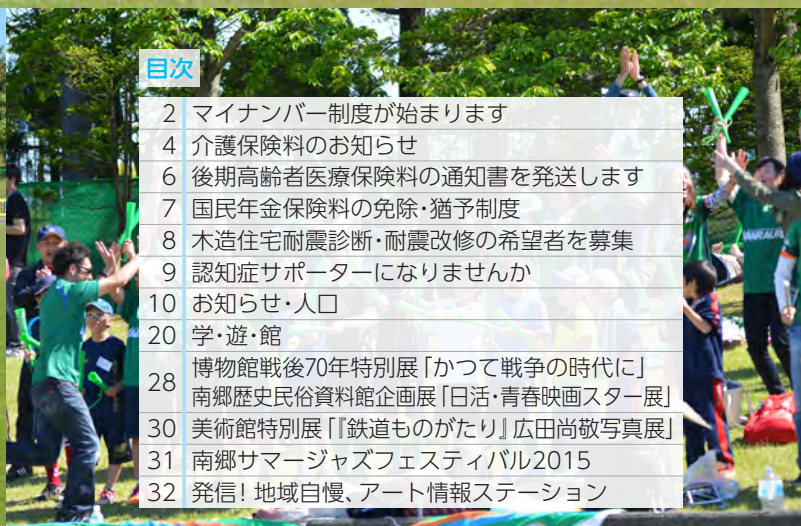 目次
2 マイナンバー制度が始まります
4 介護保険料のお知らせ
6 後期高齢者医療保険料の通知書を発送します
7 国民年金保険料の免除・猶予制度
8 木造住宅耐震診断・耐震改修の希望者を募集
9 認知症サポーターになりませんか
10 お知らせ・人口
20 学・遊・館
28 博物館戦後70年特別展「かつて戦争の時代に」
南郷歴史民俗資料館企画展「日活・青春映画スター展」
30 美術館特別展「『鉄道ものがたり』広田尚敬写真展」
31 南郷サマージャズフェスティバル2015
32 発信!地域自慢、アート情報ステーション
VANRAURE